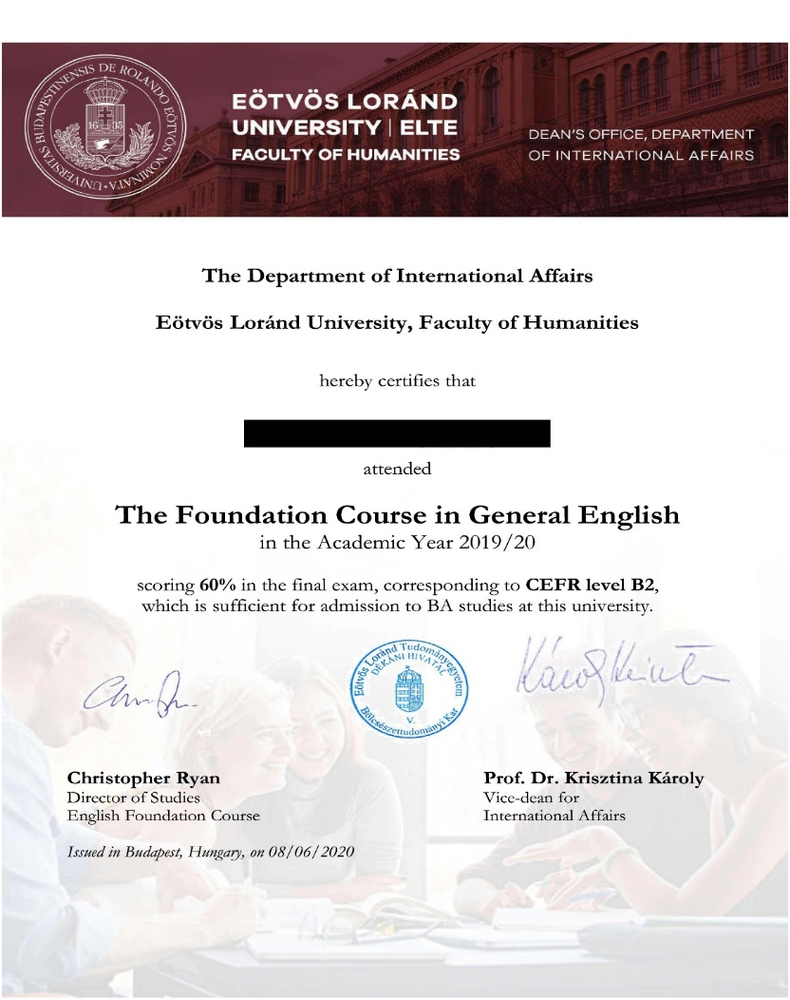 UNIVERSITAS BUDAPESTINENSIS DE ROLANDO EÖTVÖS NOMINATA
16 35
EÖTVÖS LORÁND
UNIVERSITY | ELTE
FACULTY OF HUMANITIES
DEAN'S OFFICE, DEPARTMENT
OF INTERNATIONAL AFFAIRS
The Department of International Affairs
Eötvös Loránd University, Faculty of Humanities
hereby certifies that
attended
The Foundation Course in General English
in the Academic Year 2019/20
scoring 60% in the final exam, corresponding to CEFR level B2,
which is sufficient for admission to BA studies at this university.
Eötvös Loránd Tudományegyetem
DÉKÁNI HIVATAL
V.
Bölcsészettudományi Kar
Christopher Ryan
Director of Studies
English Foundation Course
Prof. Dr. Krisztina Károly
Vice-dean for
International Affairs
Issued in Budapest, Hungary, on 08/06/2020